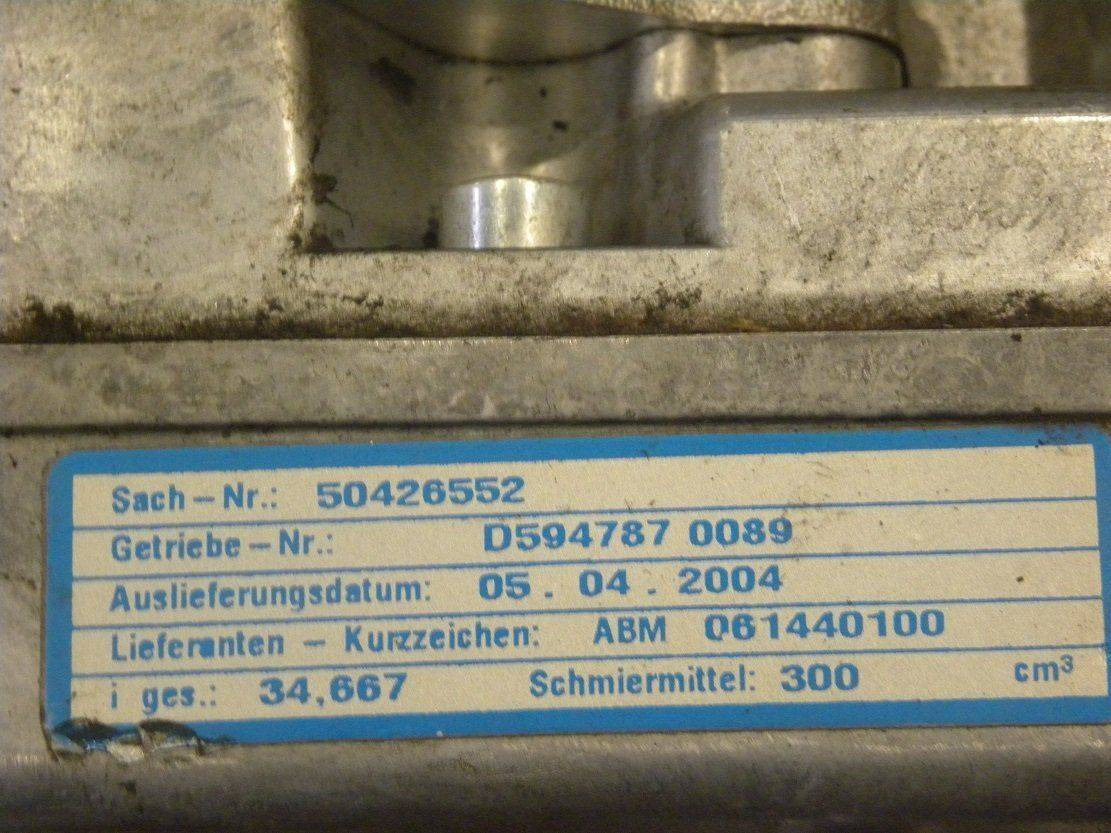 Sach-Nr.: 50426552
Getriebe-Nr.: D594787 0089
Auslieferungsdatum: 05 . 04 . 2004
Lieferanten - Kurzzeichen: ABM 061440100
i ges.: 34,667 Schmiermittel: 300 cm³